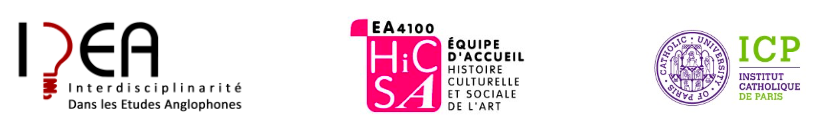 IDEA
Interdisciplinarité
Dans les Etudes Anglophones
EA4100
HiCSA
ÉQUIPE
D'ACCUEIL
HISTOIRE
CULTURELLE
ET SOCIALE
DE L'ART
CATHOLIC · UNIVERSITY · OF PARIS
ICP
INSTITUT
CATHOLIQUE
DE PARIS